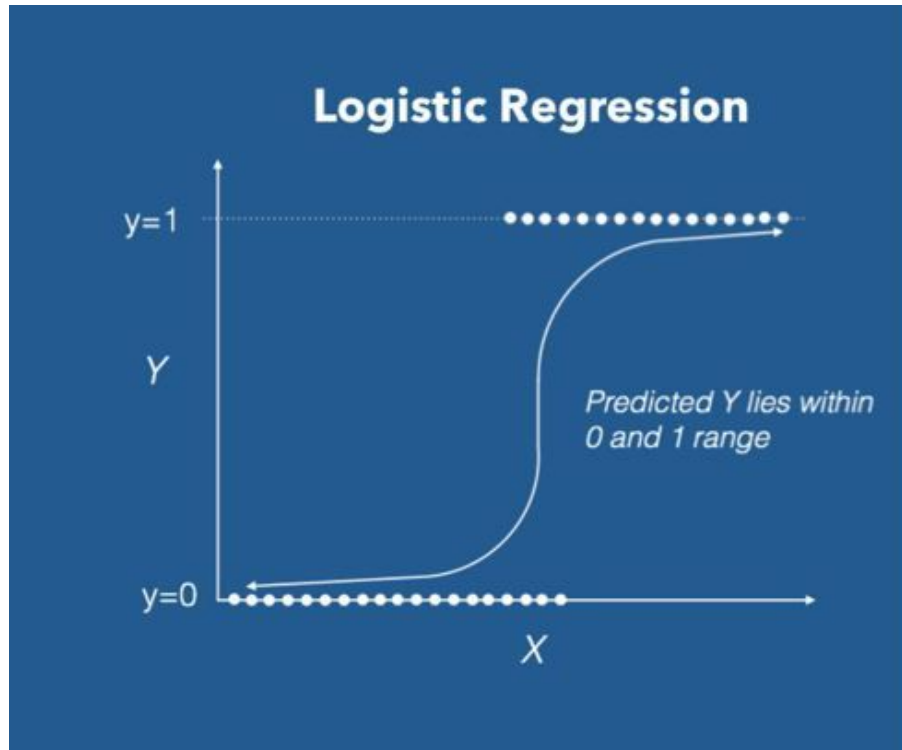 Logistic Regression
y=1
Y
Predicted Y lies within
0 and 1 range
y=0
X